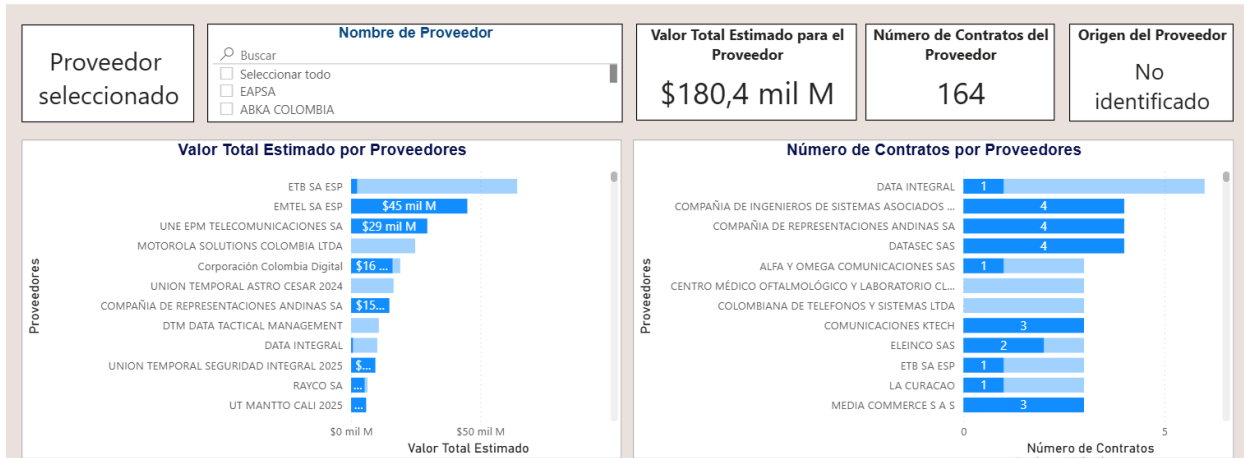 Proveedor
seleccionado
Nombre de Proveedor
Buscar
Seleccionar todo
EAPSA
ABKA COLOMBIA
Valor Total Estimado para el
Proveedor
$180,4 mil M
Número de Contratos del
Proveedor
164
Origen del Proveedor
No
identificado
Valor Total Estimado por Proveedores
Proveedores
ETB SA ESP
EMTEL SA ESP $45 mil M
UNE EPM TELECOMUNICACIONES SA $29 mil M
MOTOROLA SOLUTIONS COLOMBIA LTDA
Corporación Colombia Digital $16 ...
UNION TEMPORAL ASTRO CESAR 2024
COMPAÑIA DE REPRESENTACIONES ANDINAS SA $15...
DTM DATA TACTICAL MANAGEMENT
DATA INTEGRAL
UNION TEMPORAL SEGURIDAD INTEGRAL 2025 $...
RAYCO SA ...
UT MANTTO CALI 2025 ...
$0 mil M $50 mil M
Valor Total Estimado
Número de Contratos por Proveedores
Proveedores
DATA INTEGRAL 1
COMPAÑIA DE INGENIEROS DE SISTEMAS ASOCIADOS ... 4
COMPAÑIA DE REPRESENTACIONES ANDINAS SA 4
DATASEC SAS 4
ALFA Y OMEGA COMUNICACIONES SAS 1
CENTRO MÉDICO OFTALMOLÓGICO Y LABORATORIO CL...
COLOMBIANA DE TELEFONOS Y SISTEMAS LTDA
COMUNICACIONES KTECH 3
ELEINCO SAS 2
ETB SA ESP 1
LA CURACAO 1
MEDIA COMMERCE S A S 3
0 5
Número de Contratos